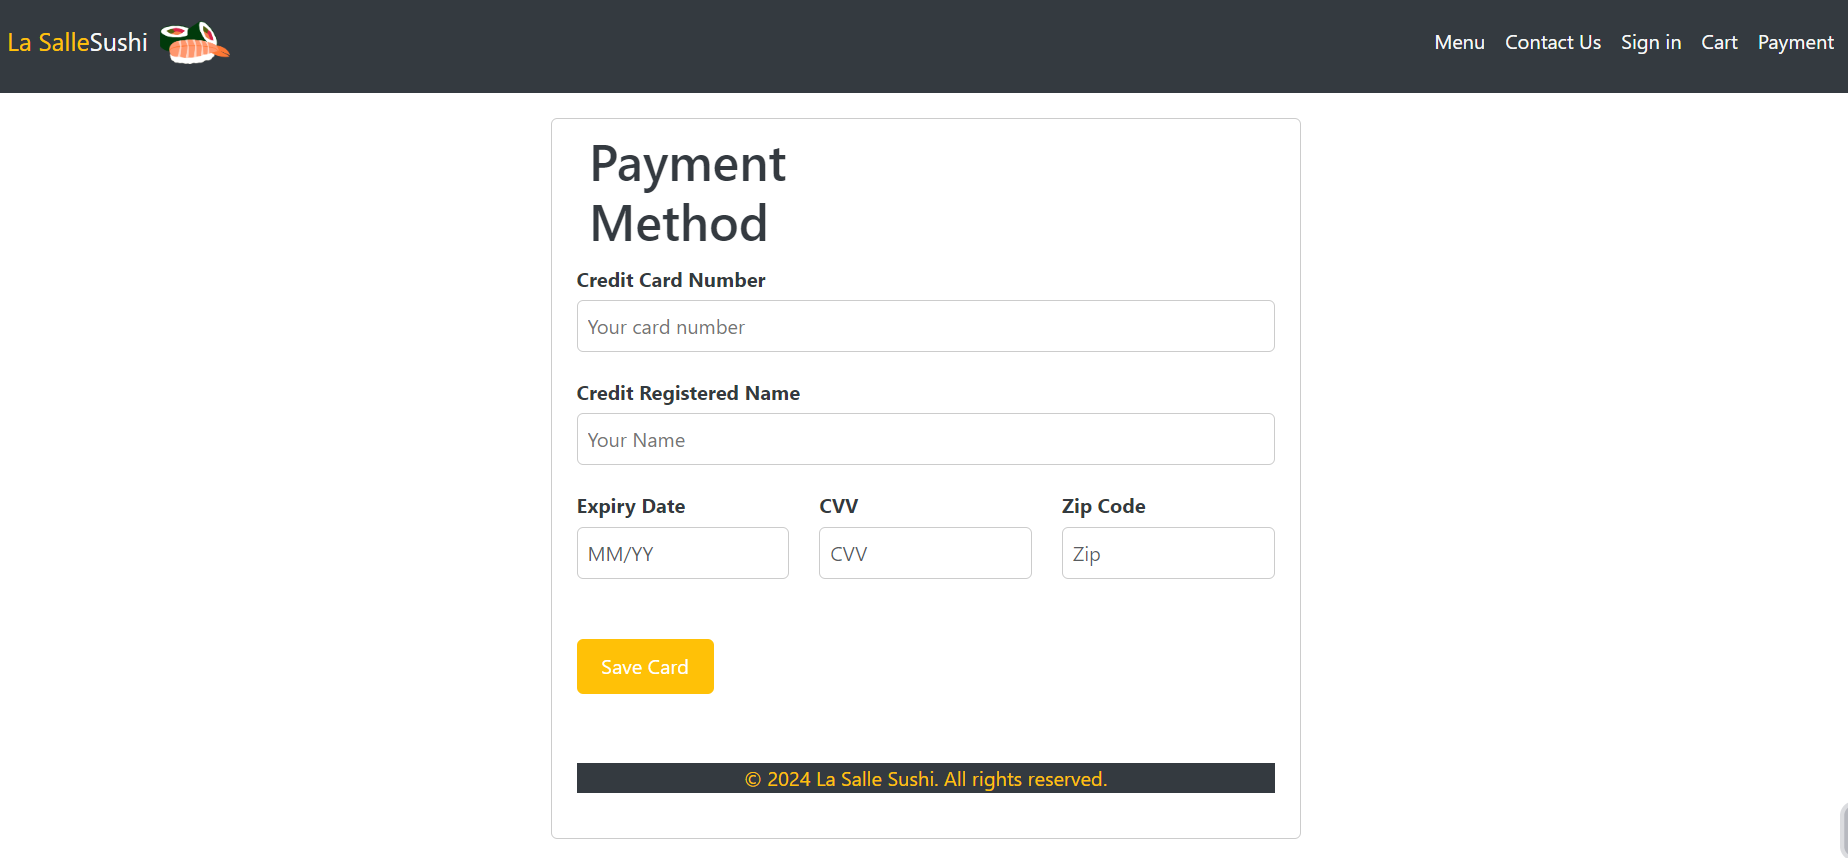 La SalleSushi Menu Contact Us Sign in Cart Payment
Payment
Method
Credit Card Number
Your card number
Credit Registered Name
Your Name
Expiry Date CVV Zip Code
MM/YY CVV Zip
Save Card
© 2024 La Salle Sushi. All rights reserved.